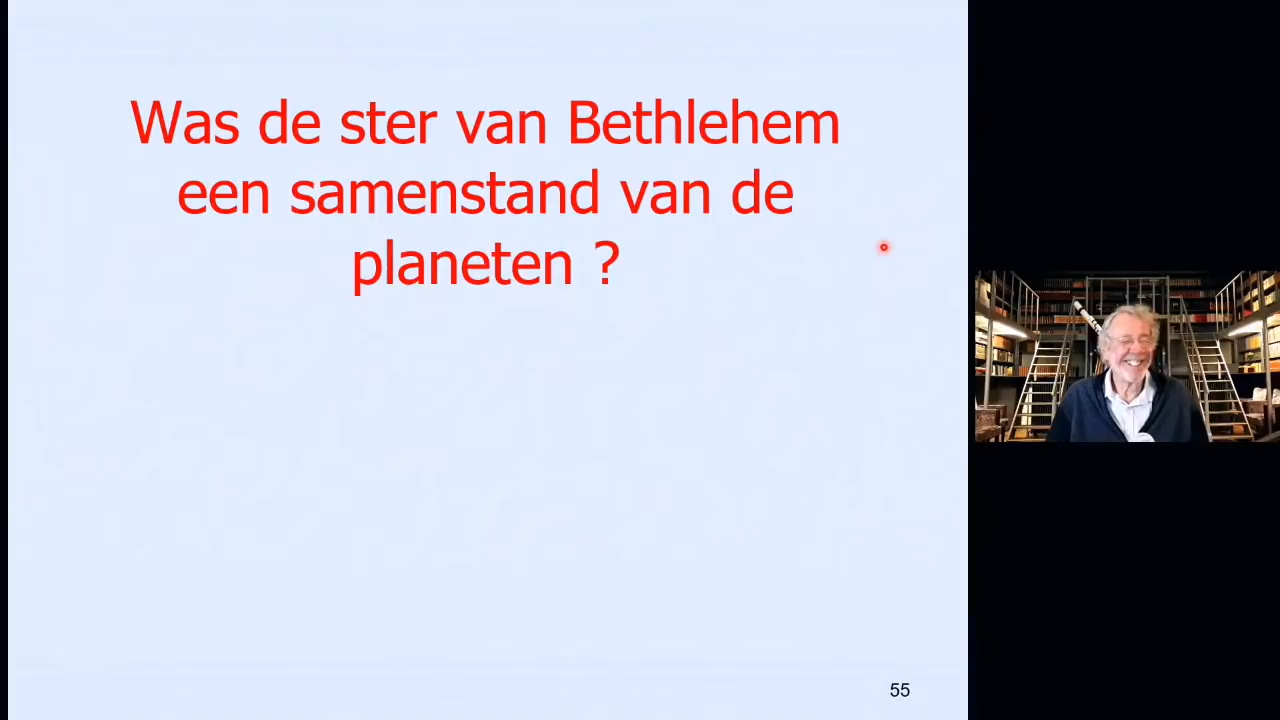 Was de ster van Bethlehem
een samenstand van de
planeten ?
55